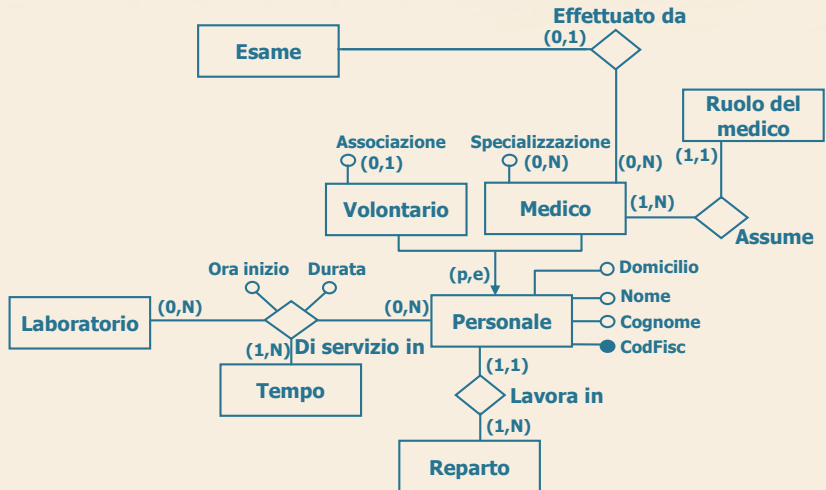 Effettuato da
Esame
(0,1)
Ruolo del
medico
Associazione
(0,1)
Specializzazione
(0,N)
(0,N)
(1,1)
Volontario
Medico
(1,N)
Assume
Ora inizio
Durata
(p,e)
Domicilio
Nome
Cognome
CodFisc
Laboratorio
(0,N)
(0,N)
Personale
(1,N)
Di servizio in
Tempo
(1,1)
Lavora in
(1,N)
Reparto